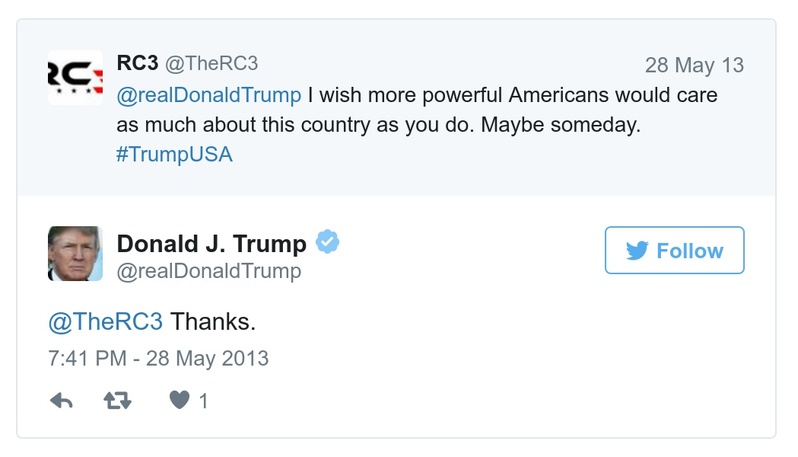 RC3 @TheRC3 28 May 13
@realDonaldTrump I wish more powerful Americans would care
as much about this country as you do. Maybe someday.
#TrumpUSA
Donald J. Trump
@realDonaldTrump
Follow
@TheRC3 Thanks.
7:41 PM - 28 May 2013
1